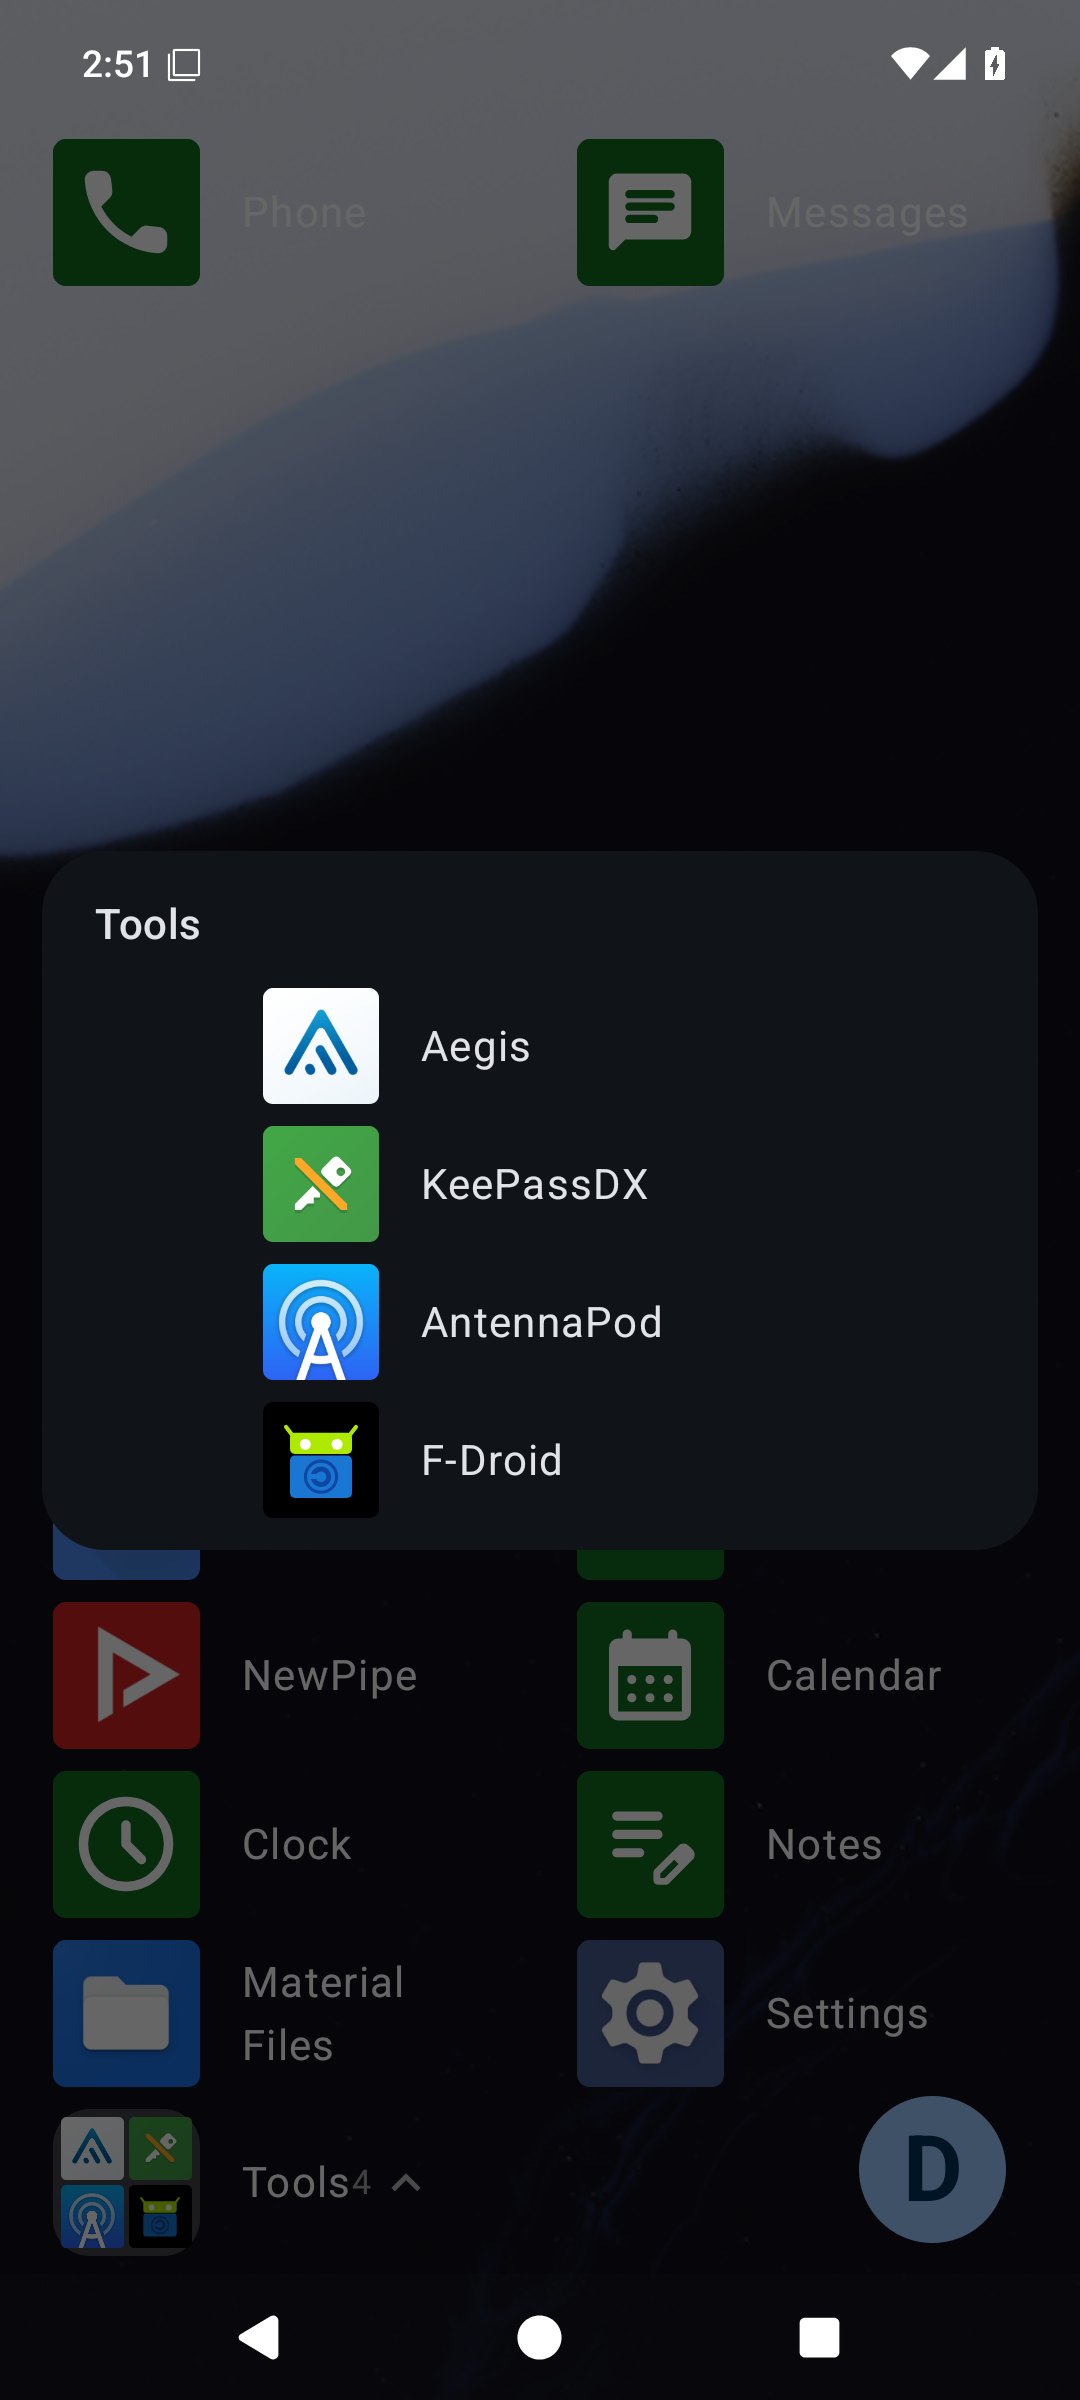 2:51
Phone
Messages
Tools
Aegis
KeePassDX
AntennaPod
F-Droid
NewPipe
Calendar
Clock
Notes
Material
Files
Settings
Tools4
D